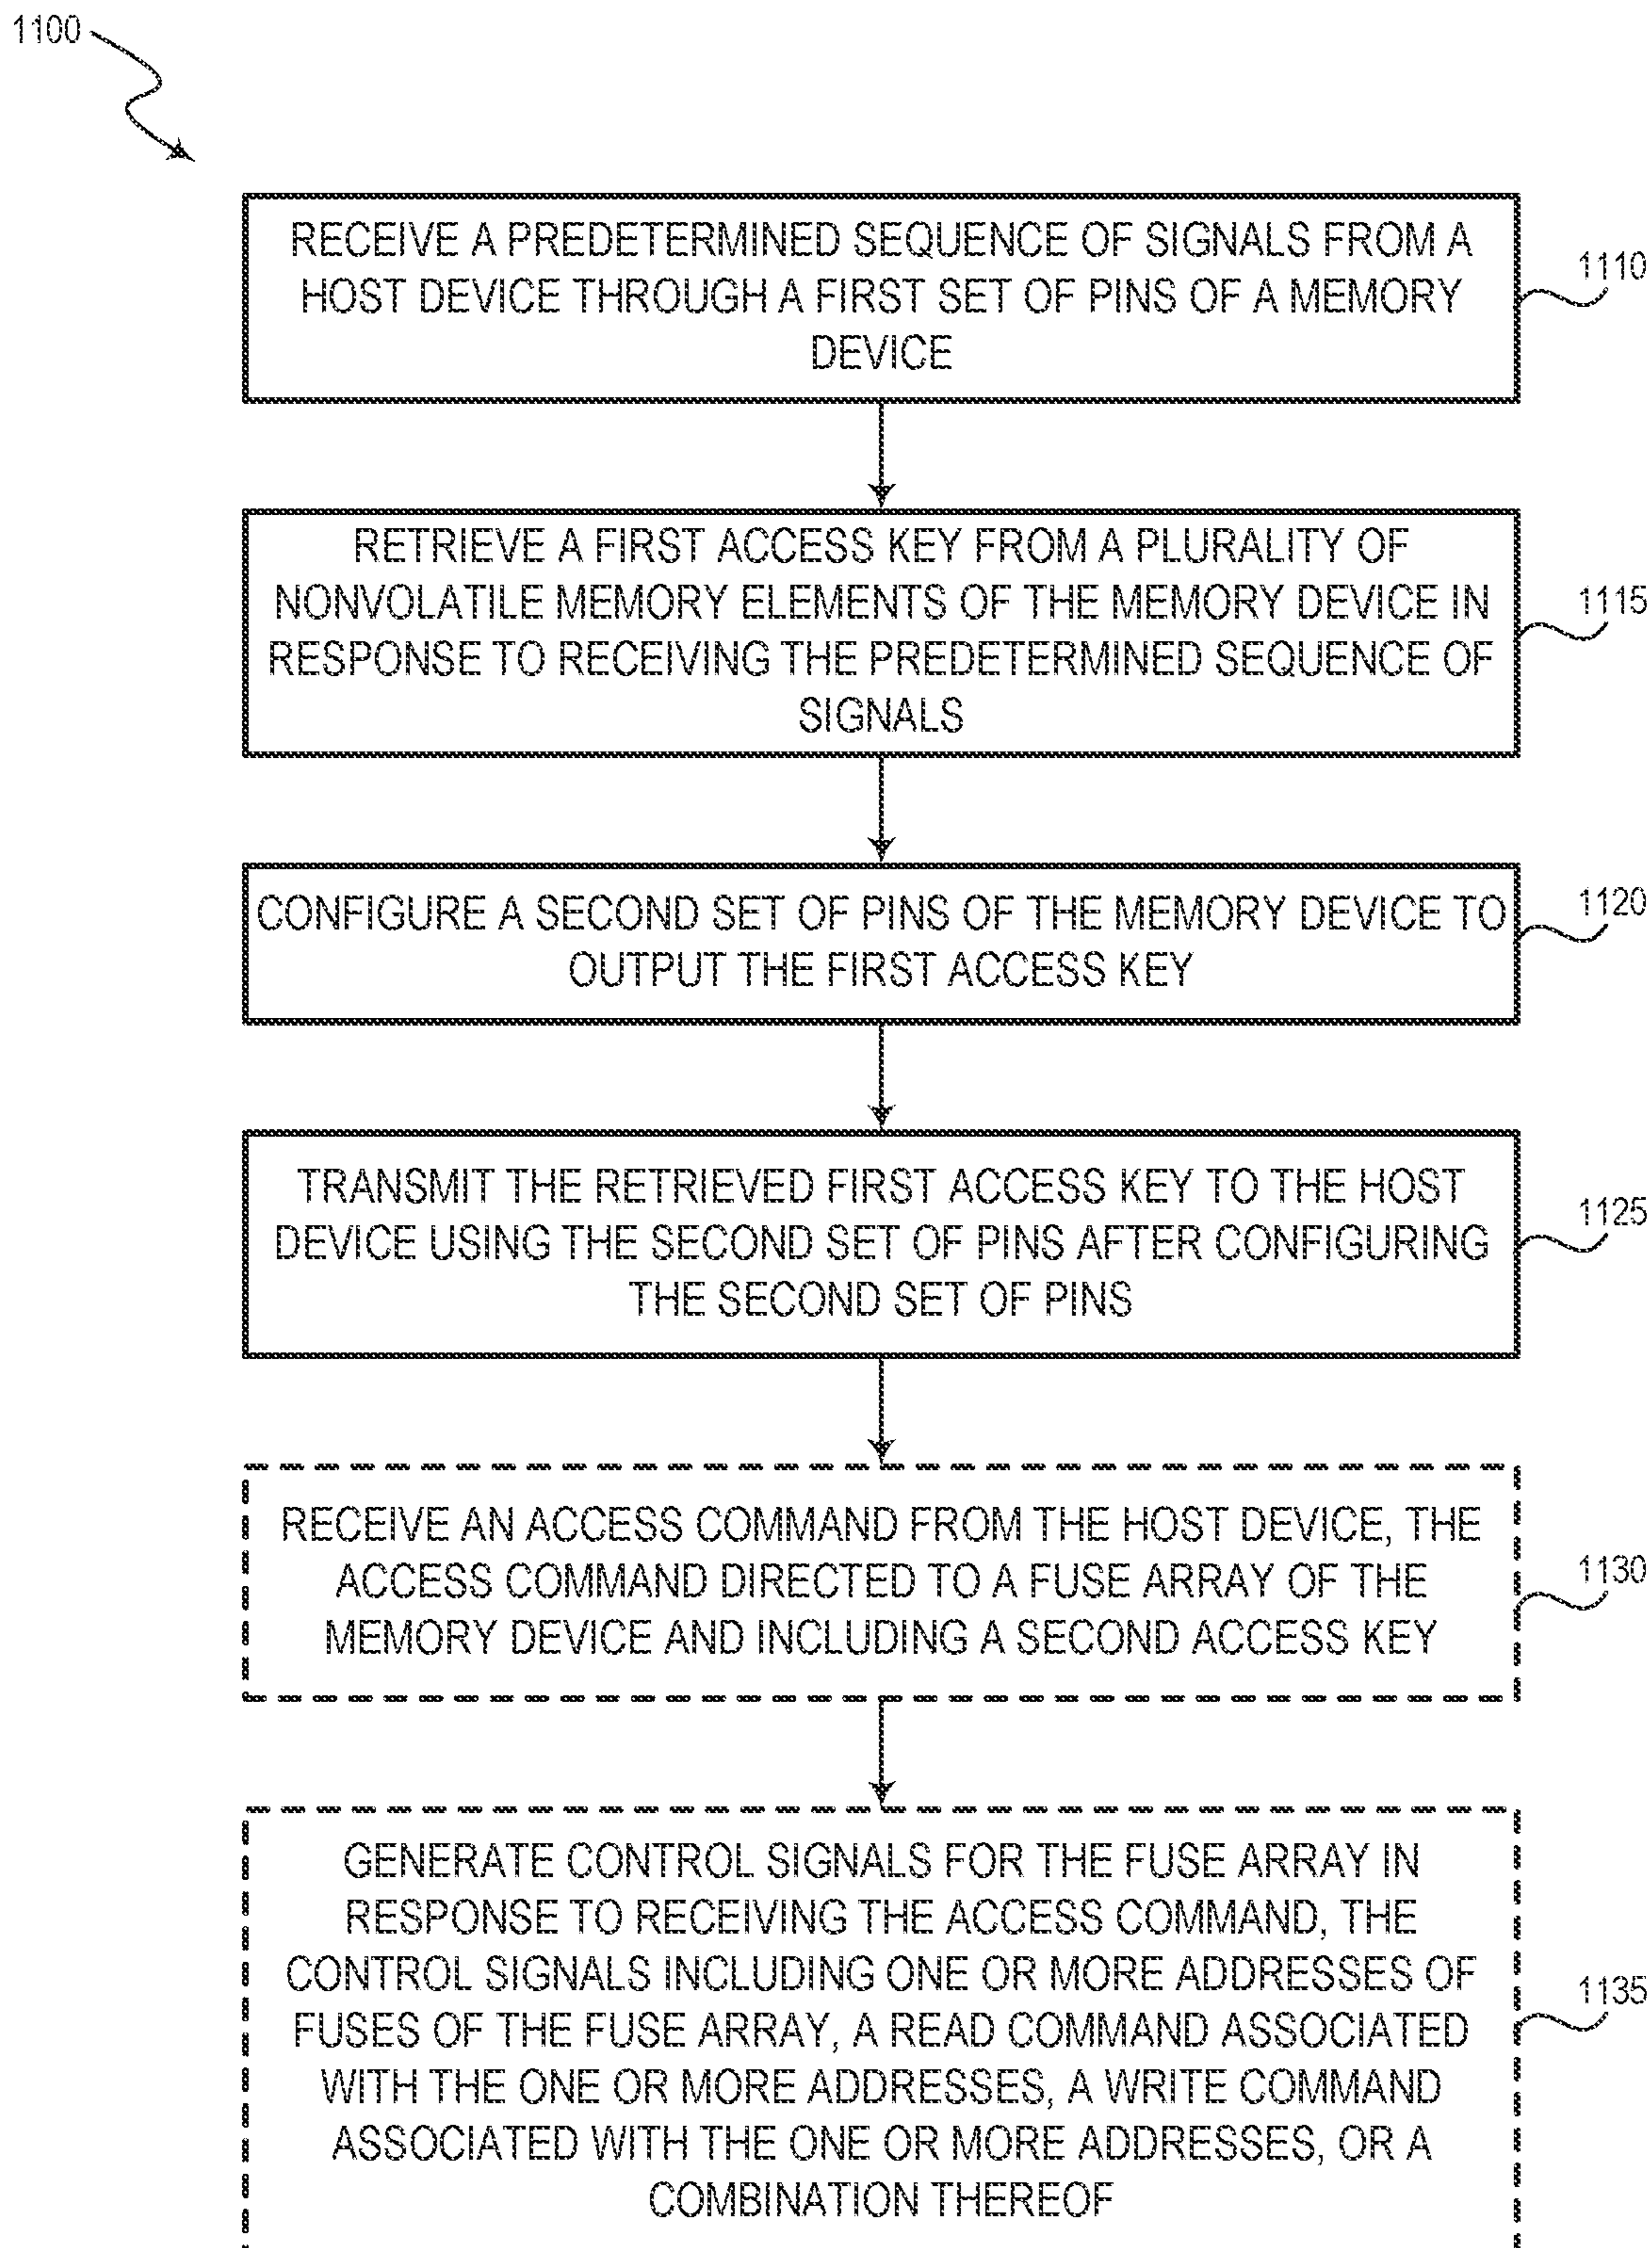 1100
RECEIVE A PREDETERMINED SEQUENCE OF SIGNALS FROM A
HOST DEVICE THROUGH A FIRST SET OF PINS OF A MEMORY
DEVICE
1110
RETRIEVE A FIRST ACCESS KEY FROM A PLURALITY OF
NONVOLATILE MEMORY ELEMENTS OF THE MEMORY DEVICE IN
RESPONSE TO RECEIVING THE PREDETERMINED SEQUENCE OF
SIGNALS
1115
CONFIGURE A SECOND SET OF PINS OF THE MEMORY DEVICE TO
OUTPUT THE FIRST ACCESS KEY
1120
TRANSMIT THE RETRIEVED FIRST ACCESS KEY TO THE HOST
DEVICE USING THE SECOND SET OF PINS AFTER CONFIGURING
THE SECOND SET OF PINS
1125
RECEIVE AN ACCESS COMMAND FROM THE HOST DEVICE, THE
ACCESS COMMAND DIRECTED TO A FUSE ARRAY OF THE
MEMORY DEVICE AND INCLUDING A SECOND ACCESS KEY
1130
GENERATE CONTROL SIGNALS FOR THE FUSE ARRAY IN
RESPONSE TO RECEIVING THE ACCESS COMMAND, THE
CONTROL SIGNALS INCLUDING ONE OR MORE ADDRESSES OF
FUSES OF THE FUSE ARRAY, A READ COMMAND ASSOCIATED
WITH THE ONE OR MORE ADDRESSES, A WRITE COMMAND
ASSOCIATED WITH THE ONE OR MORE ADDRESSES, OR A
COMBINATION THEREOF
1135